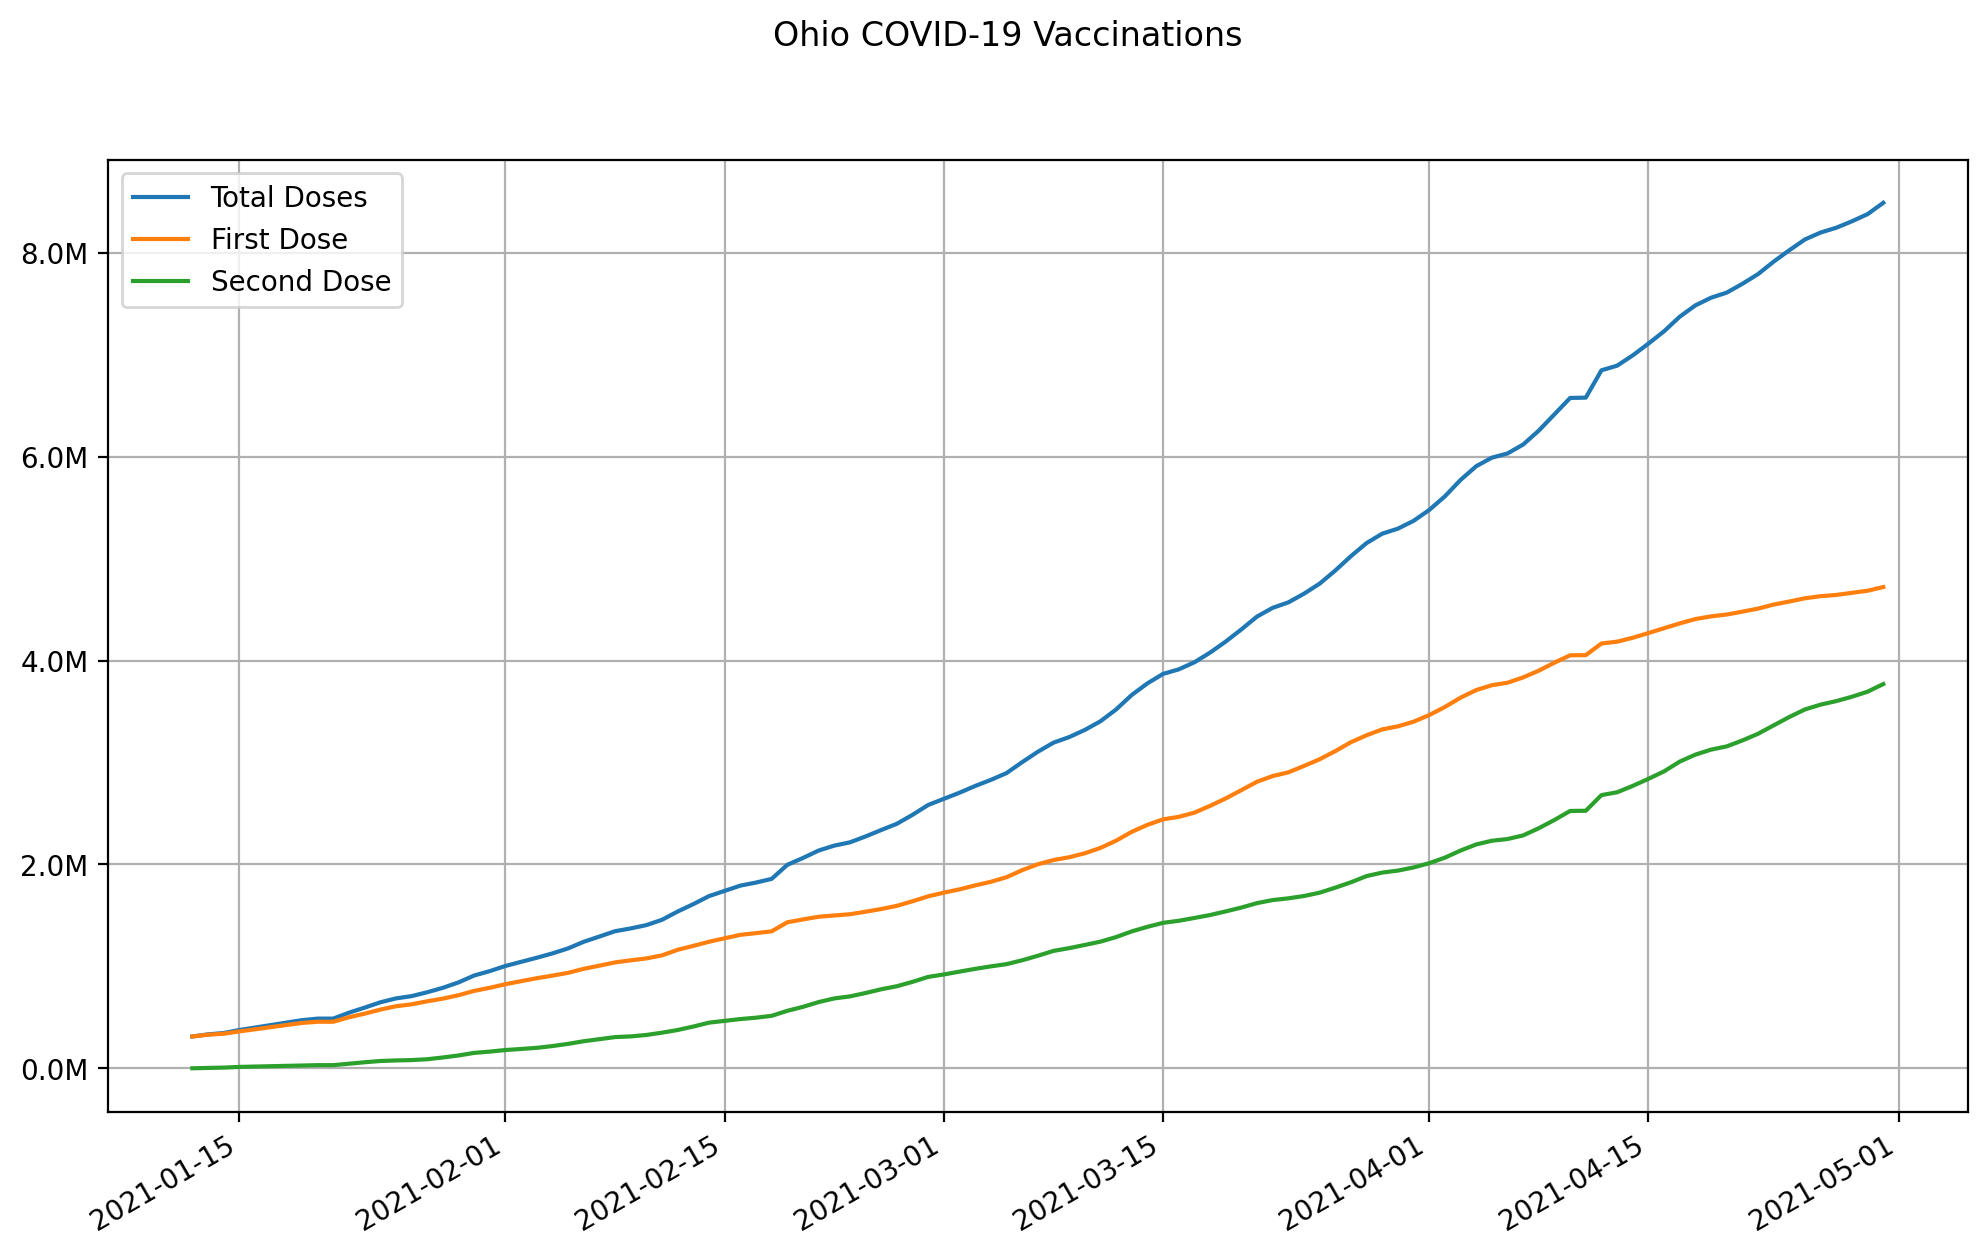 Ohio COVID-19 Vaccinations
Total Doses
First Dose
Second Dose
8.0M
6.0M
4.0M
2.0M
0.0M
2021-01-15
2021-02-01
2021-02-15
2021-03-01
2021-03-15
2021-04-01
2021-04-15
2021-05-01